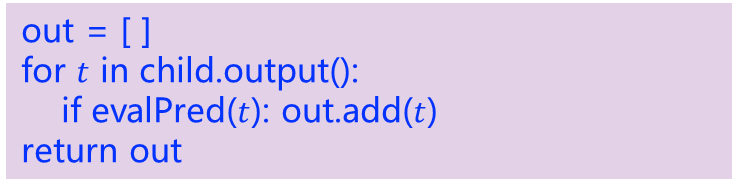 out = [ ]
for t in child.output():
    if evalPred(t): out.add(t)
return out